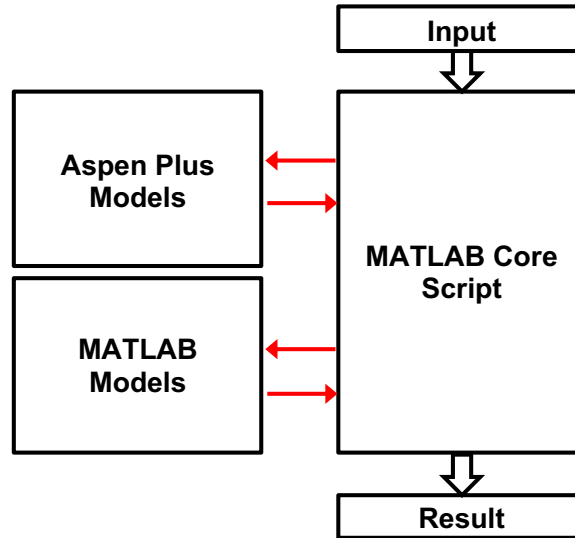 Input
Aspen Plus
Models
MATLAB Core
Script
MATLAB
Models
Result